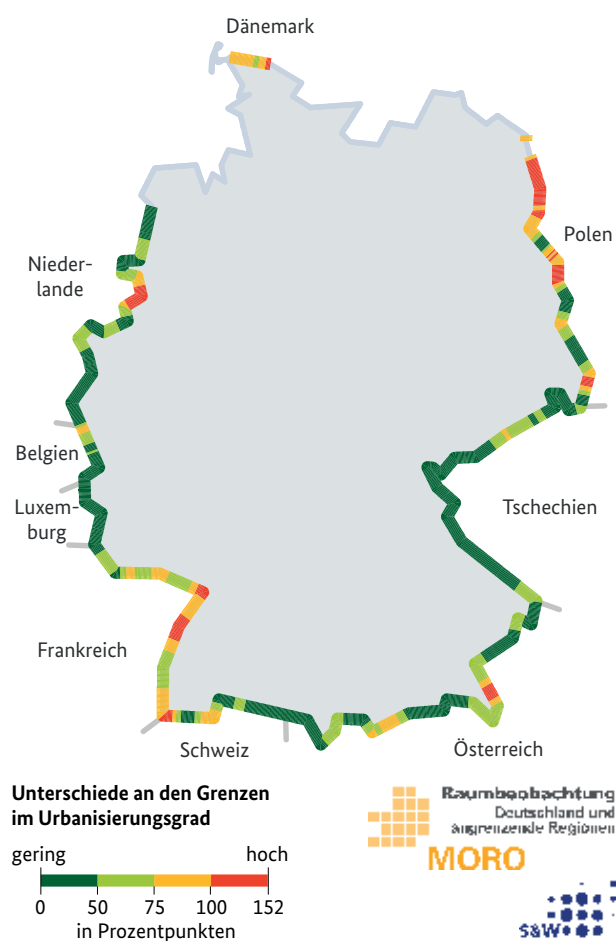 Dänemark
Polen
Nieder-
lande
Belgien
Luxem-
burg
Tschechien
Frankreich
Schweiz
Österreich
Unterschiede an den Grenzen
im Urbanisierungsgrad
gering hoch
0 50 75 100 152
in Prozentpunkten
Raumbeobachtung
Deutschland und
angrenzende Regionen
MORO
S&W